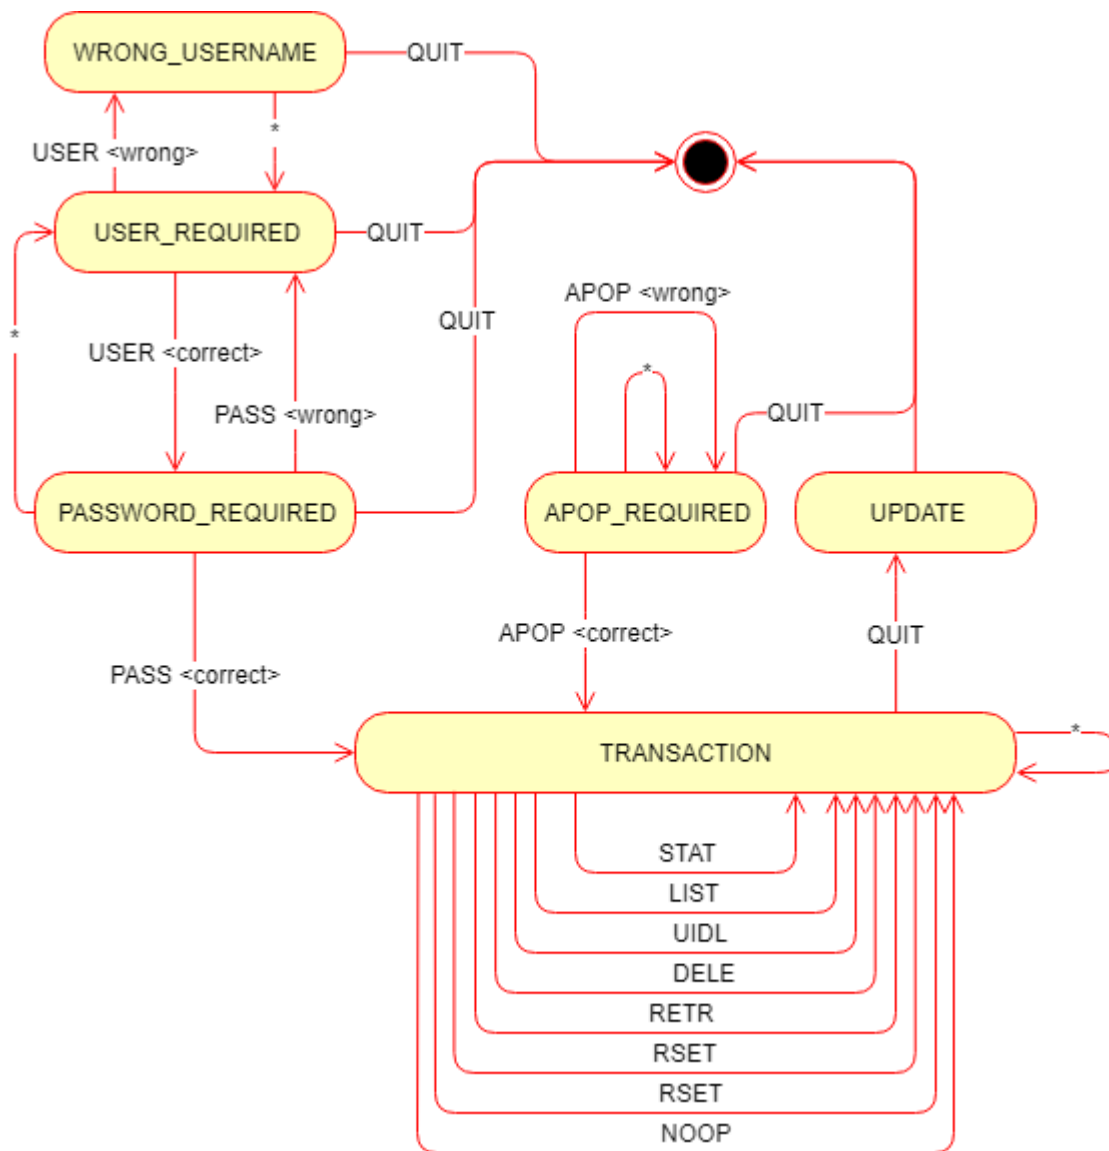 WRONG_USERNAME
QUIT
*
USER <wrong>
USER_REQUIRED
QUIT
APOP <wrong>
QUIT
*
USER <correct>
*
PASS <wrong>
QUIT
PASSWORD_REQUIRED
APOP_REQUIRED
UPDATE
APOP <correct>
QUIT
PASS <correct>
*
TRANSACTION
STAT
LIST
UIDL
DELE
RETR
RSET
RSET
NOOP